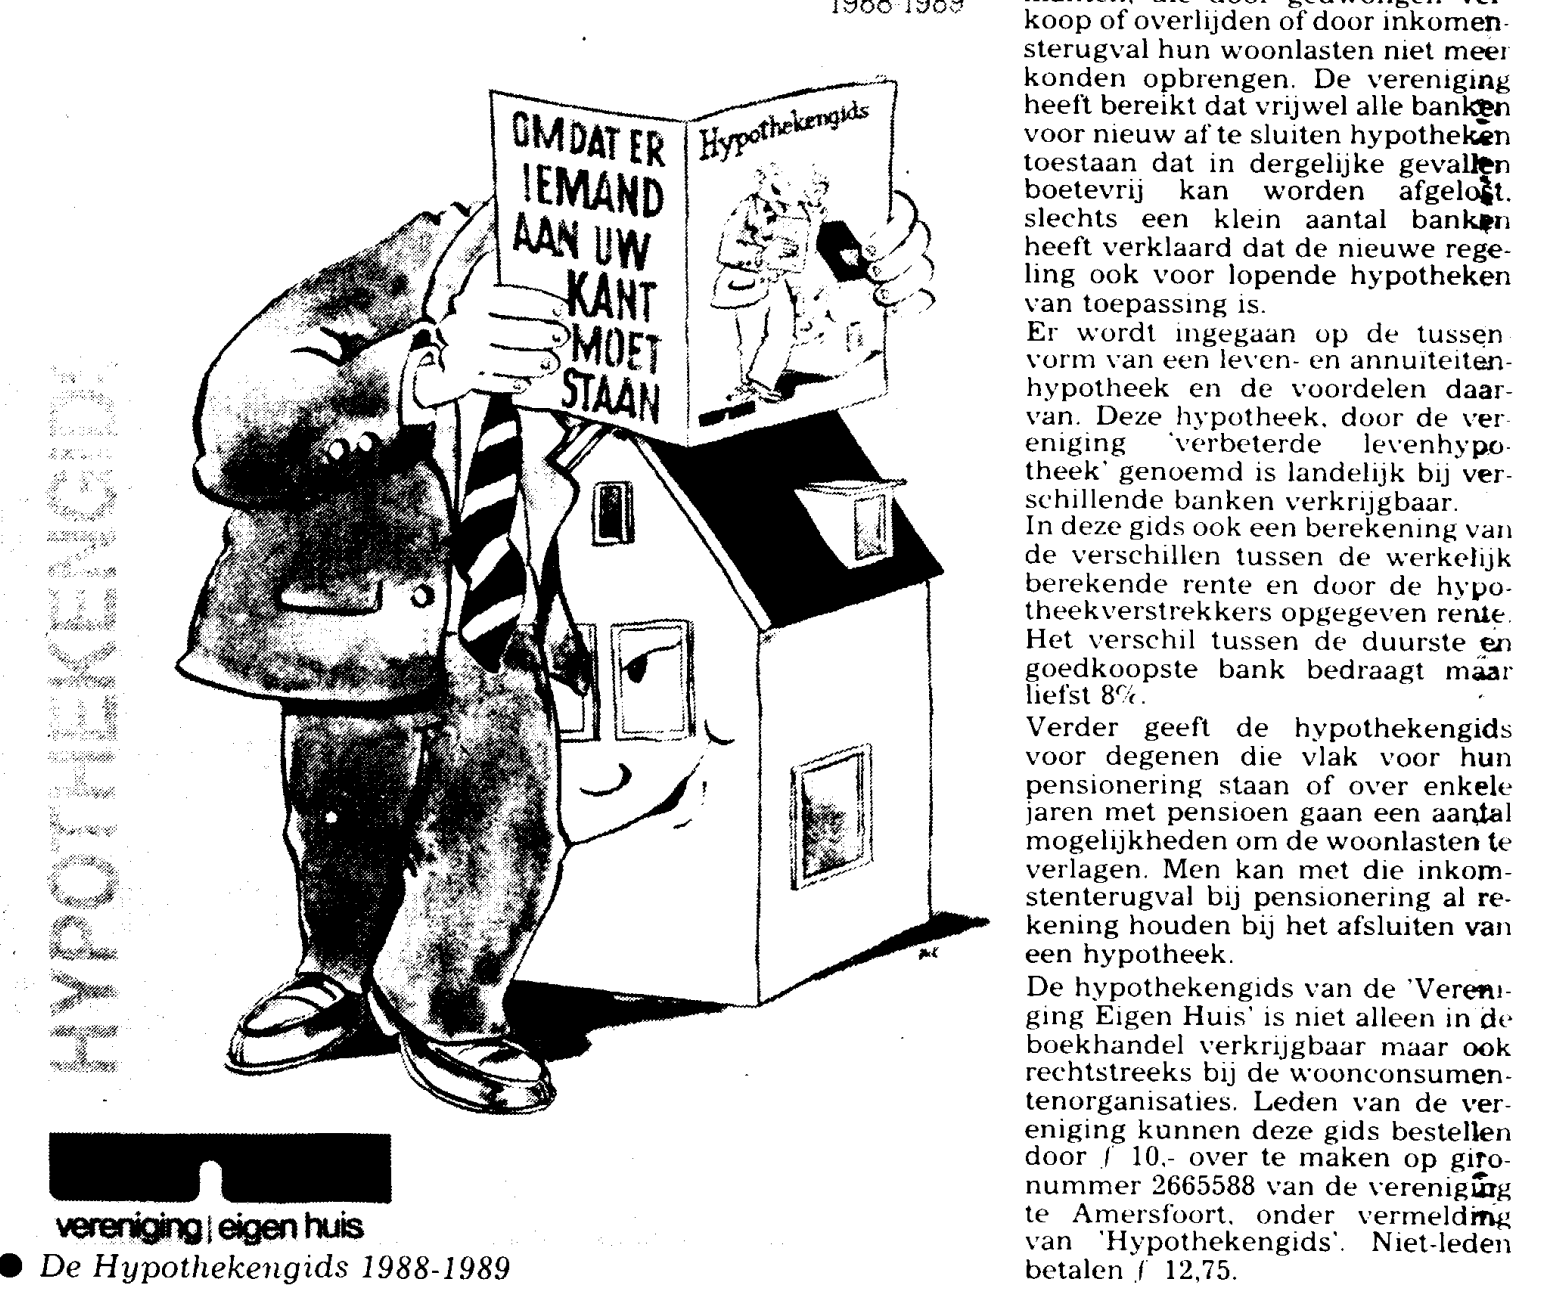 1988-1989
OMDAT ER
IEMAND
AAN UW
KANT
MOET
STAAN
Hypothekengids
HYPOTHEKENGIDS
vereniging | eigen huis
● De Hypothekengids 1988-1989
koop of overlijden of door inkomen-
sterugval hun woonlasten niet meer
konden opbrengen. De vereniging
heeft bereikt dat vrijwel alle banken
voor nieuw af te sluiten hypotheken
toestaan dat in dergelijke gevallen
boetevrij kan worden afgelost.
slechts een klein aantal banken
heeft verklaard dat de nieuwe rege-
ling ook voor lopende hypotheken
van toepassing is.
Er wordt ingegaan op de tussen
vorm van een leven- en annuiteiten-
hypotheek en de voordelen daar-
van. Deze hypotheek, door de ver-
eniging 'verbeterde levenhypo-
theek' genoemd is landelijk bij ver-
schillende banken verkrijgbaar.
In deze gids ook een berekening van
de verschillen tussen de werkelijk
berekende rente en door de hypo-
theekverstrekkers opgegeven rente.
Het verschil tussen de duurste en
goedkoopste bank bedraagt maar
liefst 8%.
Verder geeft de hypothekengids
voor degenen die vlak voor hun
pensionering staan of over enkele
jaren met pensioen gaan een aantal
mogelijkheden om de woonlasten te
verlagen. Men kan met die inkom-
stenterugval bij pensionering al re-
kening houden bij het afsluiten van
een hypotheek.
De hypothekengids van de 'Vereni-
ging Eigen Huis' is niet alleen in de
boekhandel verkrijgbaar maar ook
rechtstreeks bij de woonconsumen-
tenorganisaties. Leden van de ver-
eniging kunnen deze gids bestellen
door ƒ 10,- over te maken op giro-
nummer 2665588 van de vereniging
te Amersfoort, onder vermelding
van 'Hypothekengids'. Niet-leden
betalen ƒ 12,75.